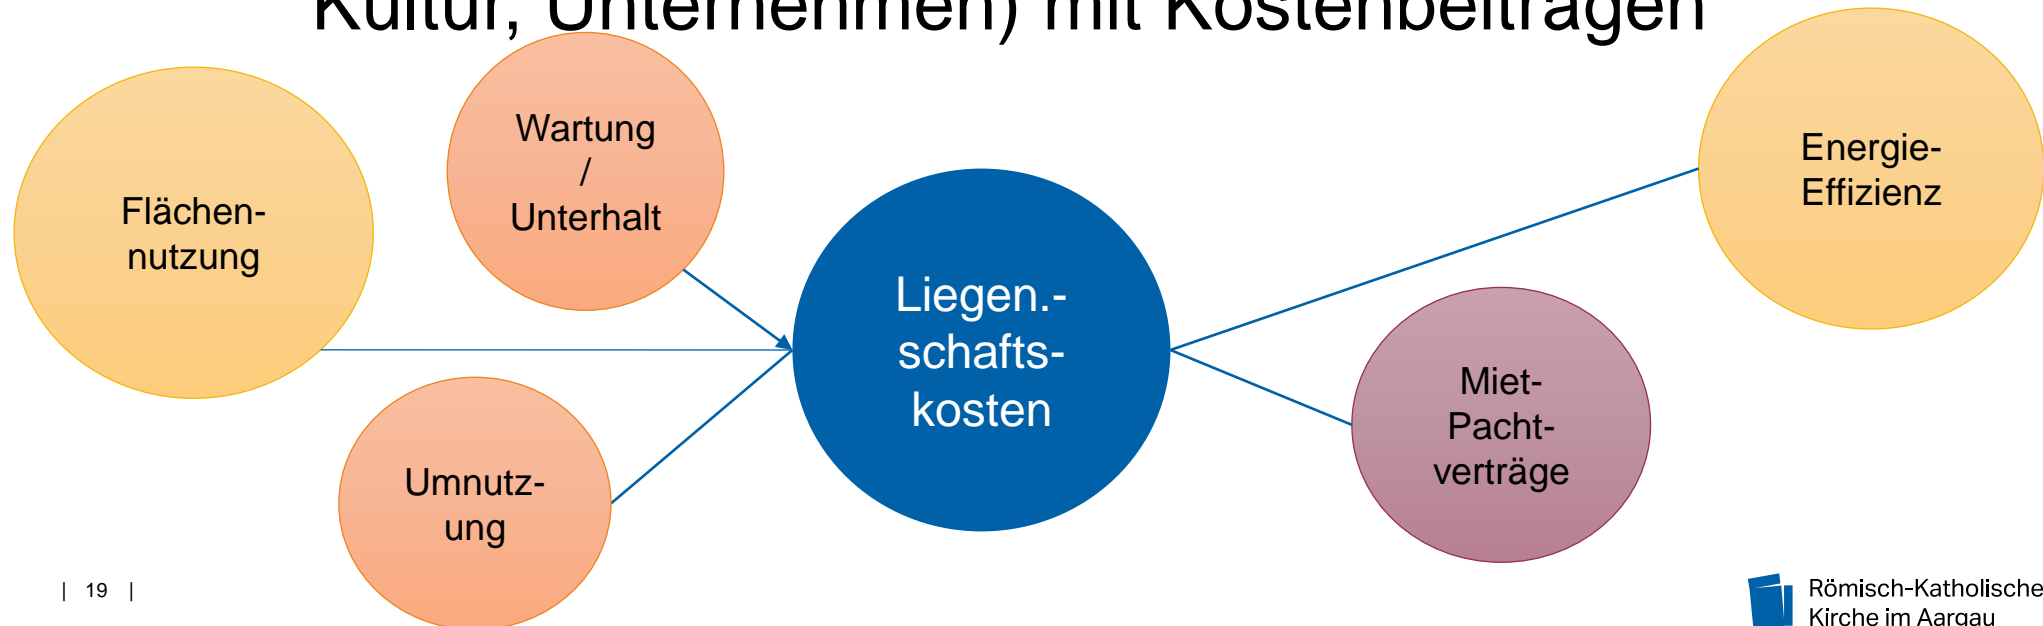 Kultur, Unternehmen) mit Kostenbeiträgen
Flächen-
nutzung
Wartung
/
Unterhalt
Umnutz-
ung
Liegen.-
schafts-
kosten
Energie-
Effizienz
Miet-
Pacht-
verträge
| 19 |
Römisch-Katholische
Kirche im Aargau